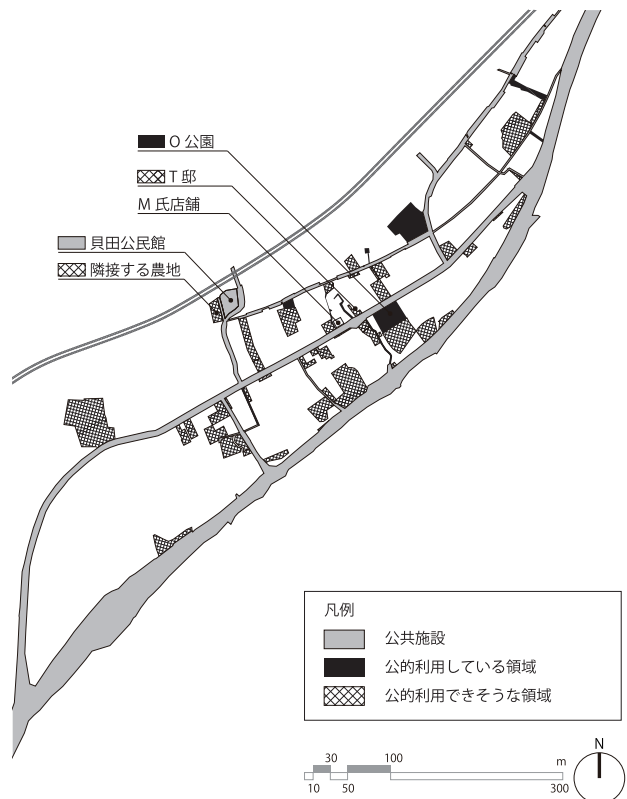 O 公園
T 邸
M 氏店舗
貝田公民館
隣接する農地
凡例
公共施設
公的利用している領域
公的利用できそうな領域
30 100 m
10 50 300
N